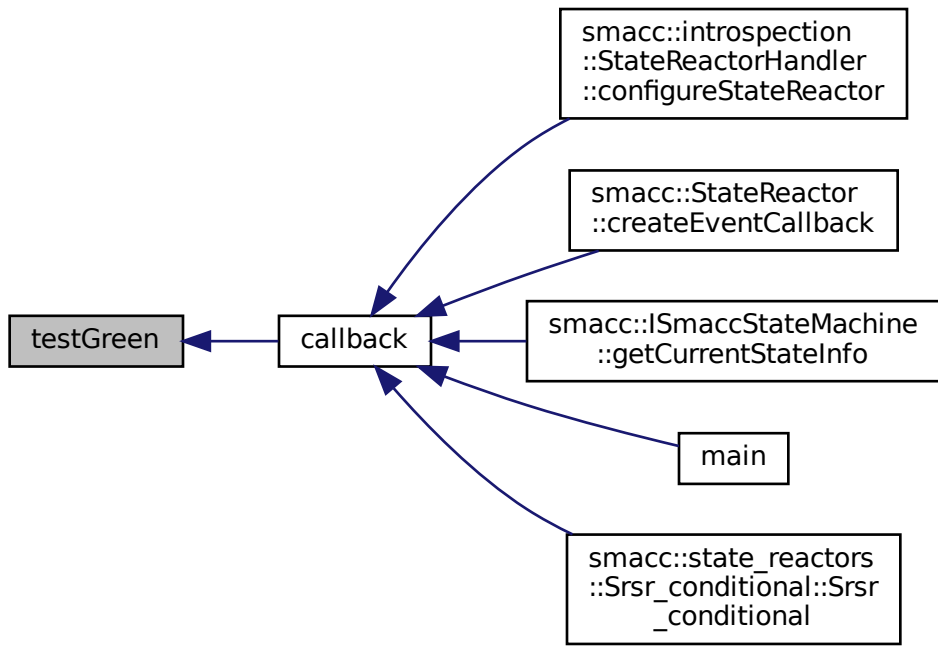 smacc::introspection
::StateReactorHandler
::configureStateReactor
smacc::StateReactor
::createEventCallback
testGreen
callback
smacc::ISmaccStateMachine
::getCurrentStateInfo
main
smacc::state_reactors
::Srsr_conditional::Srsr
_conditional